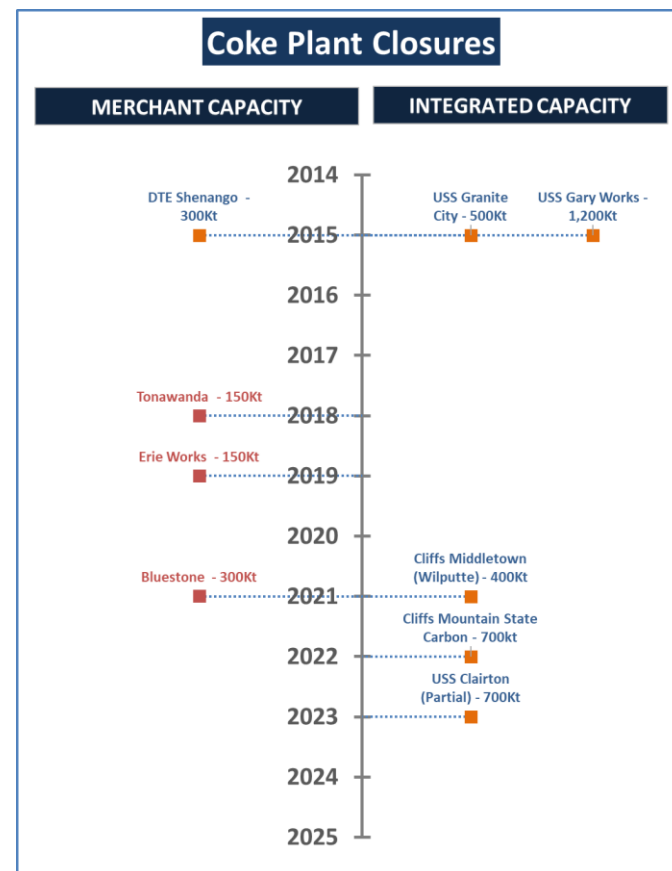 Coke Plant Closures
MERCHANT CAPACITY
INTEGRATED CAPACITY
2014
DTE Shenango -
300Kt
USS Granite
City - 500Kt
USS Gary Works -
1,200Kt
2015
2016
2017
Tonawanda - 150Kt
2018
Erie Works - 150Kt
2019
2020
Bluestone - 300Kt
Cliffs Middletown
(Wilputte) - 400Kt
2021
Cliffs Mountain State
Carbon - 700kt
2022
USS Clairton
(Partial) - 700Kt
2023
2024
2025